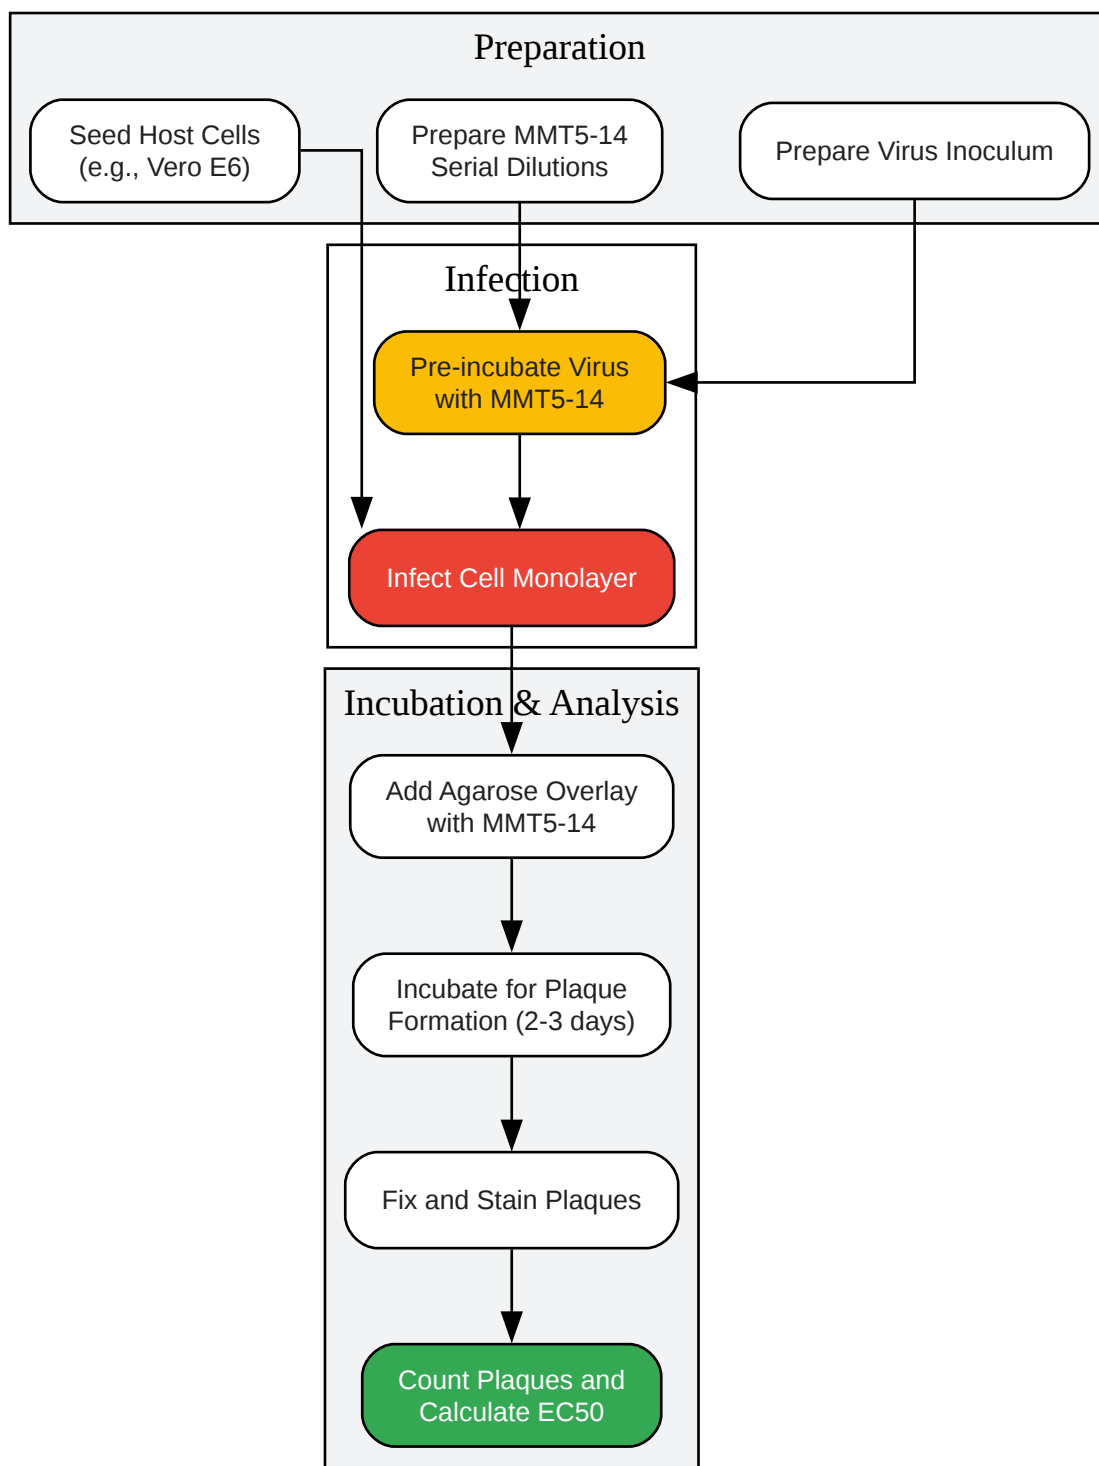 Preparation
Seed Host Cells
(e.g., Vero E6)
Prepare MMT5-14
Serial Dilutions
Prepare Virus Inoculum
Infection
Pre-incubate Virus
with MMT5-14
Infect Cell Monolayer
Incubation & Analysis
Add Agarose Overlay
with MMT5-14
Incubate for Plaque
Formation (2-3 days)
Fix and Stain Plaques
Count Plaques and
Calculate EC50